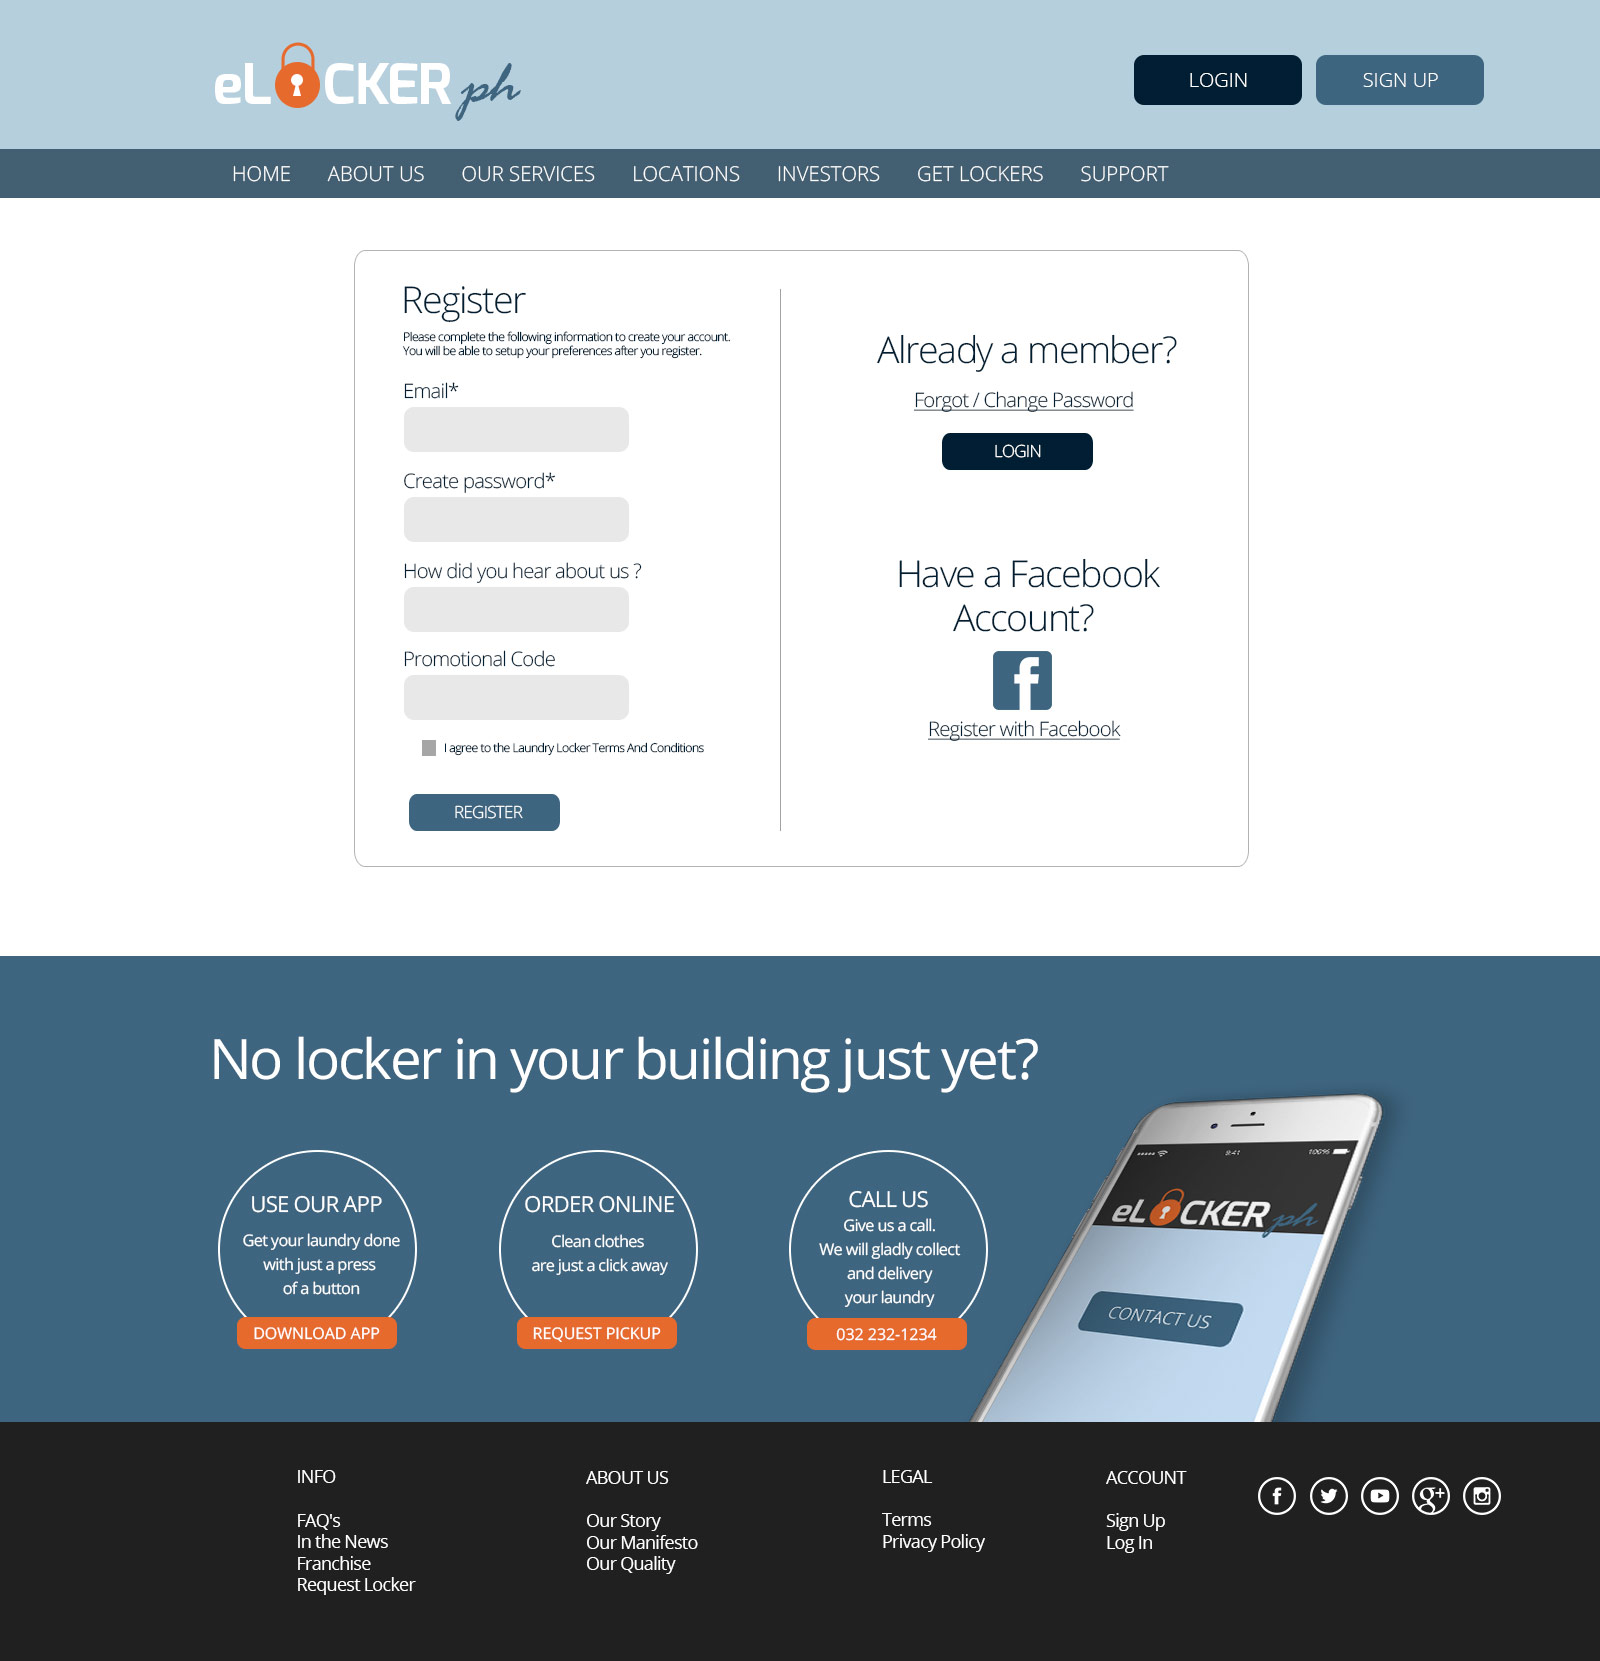 eLOCKER ph
LOGIN
SIGN UP
HOME
ABOUT US
OUR SERVICES
LOCATIONS
INVESTORS
GET LOCKERS
SUPPORT
Register
Please complete the following information to create your account.
You will be able to setup your preferences after you register.
Email*
Create password*
How did you hear about us ?
Promotional Code
I agree to the Laundry Locker Terms And Conditions
REGISTER
Already a member?
Forgot / Change Password
LOGIN
Have a Facebook
Account?
Register with Facebook
No locker in your building just yet?
USE OUR APP
Get your laundry done
with just a press
of a button
DOWNLOAD APP
ORDER ONLINE
Clean clothes
are just a click away
REQUEST PICKUP
CALL US
Give us a call.
We will gladly collect
and delivery
your laundry
032 232-1234
9:41
100%
eLOCKER ph
CONTACT US
INFO
FAQ's
In the News
Franchise
Request Locker
ABOUT US
Our Story
Our Manifesto
Our Quality
LEGAL
Terms
Privacy Policy
ACCOUNT
Sign Up
Log In